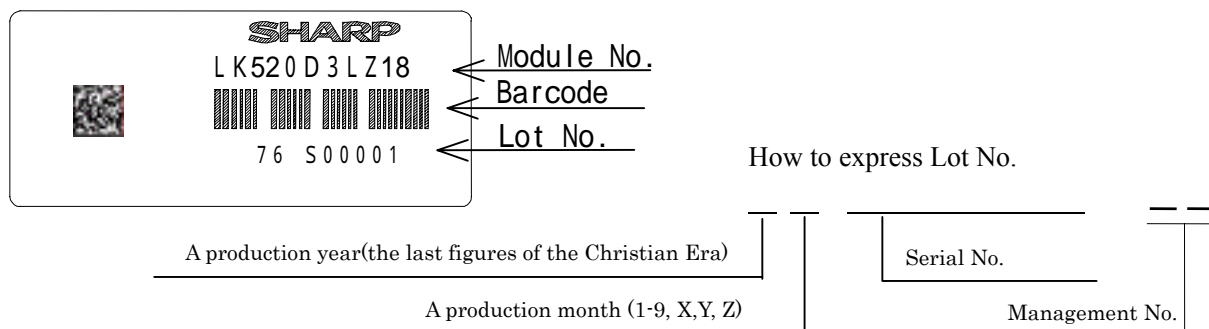 SHARP
LK520D3LZ18
Module No.
Barcode
76 S00001
Lot No.
How to express Lot No.
A production year(the last figures of the Christian Era)
Serial No.
A production month (1-9, X,Y, Z)
Management No.